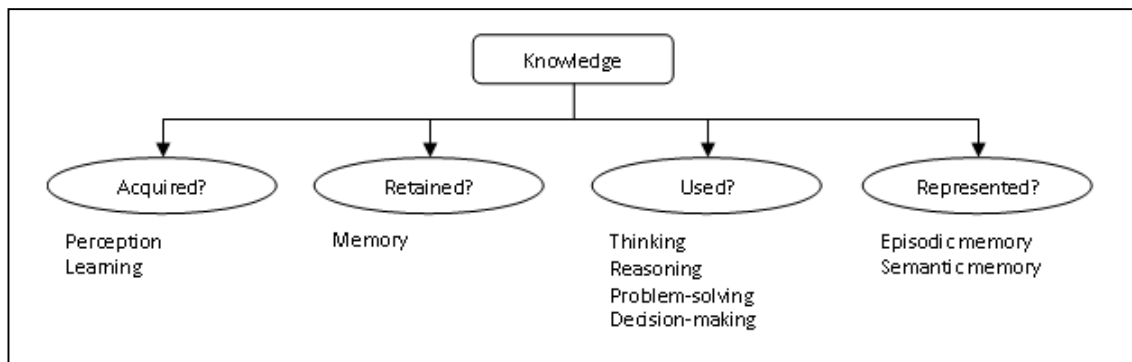 Knowledge
Acquired?
Retained?
Used?
Represented?
Perception
Learning
Memory
Thinking
Reasoning
Problem-solving
Decision-making
Episodic memory
Semantic memory